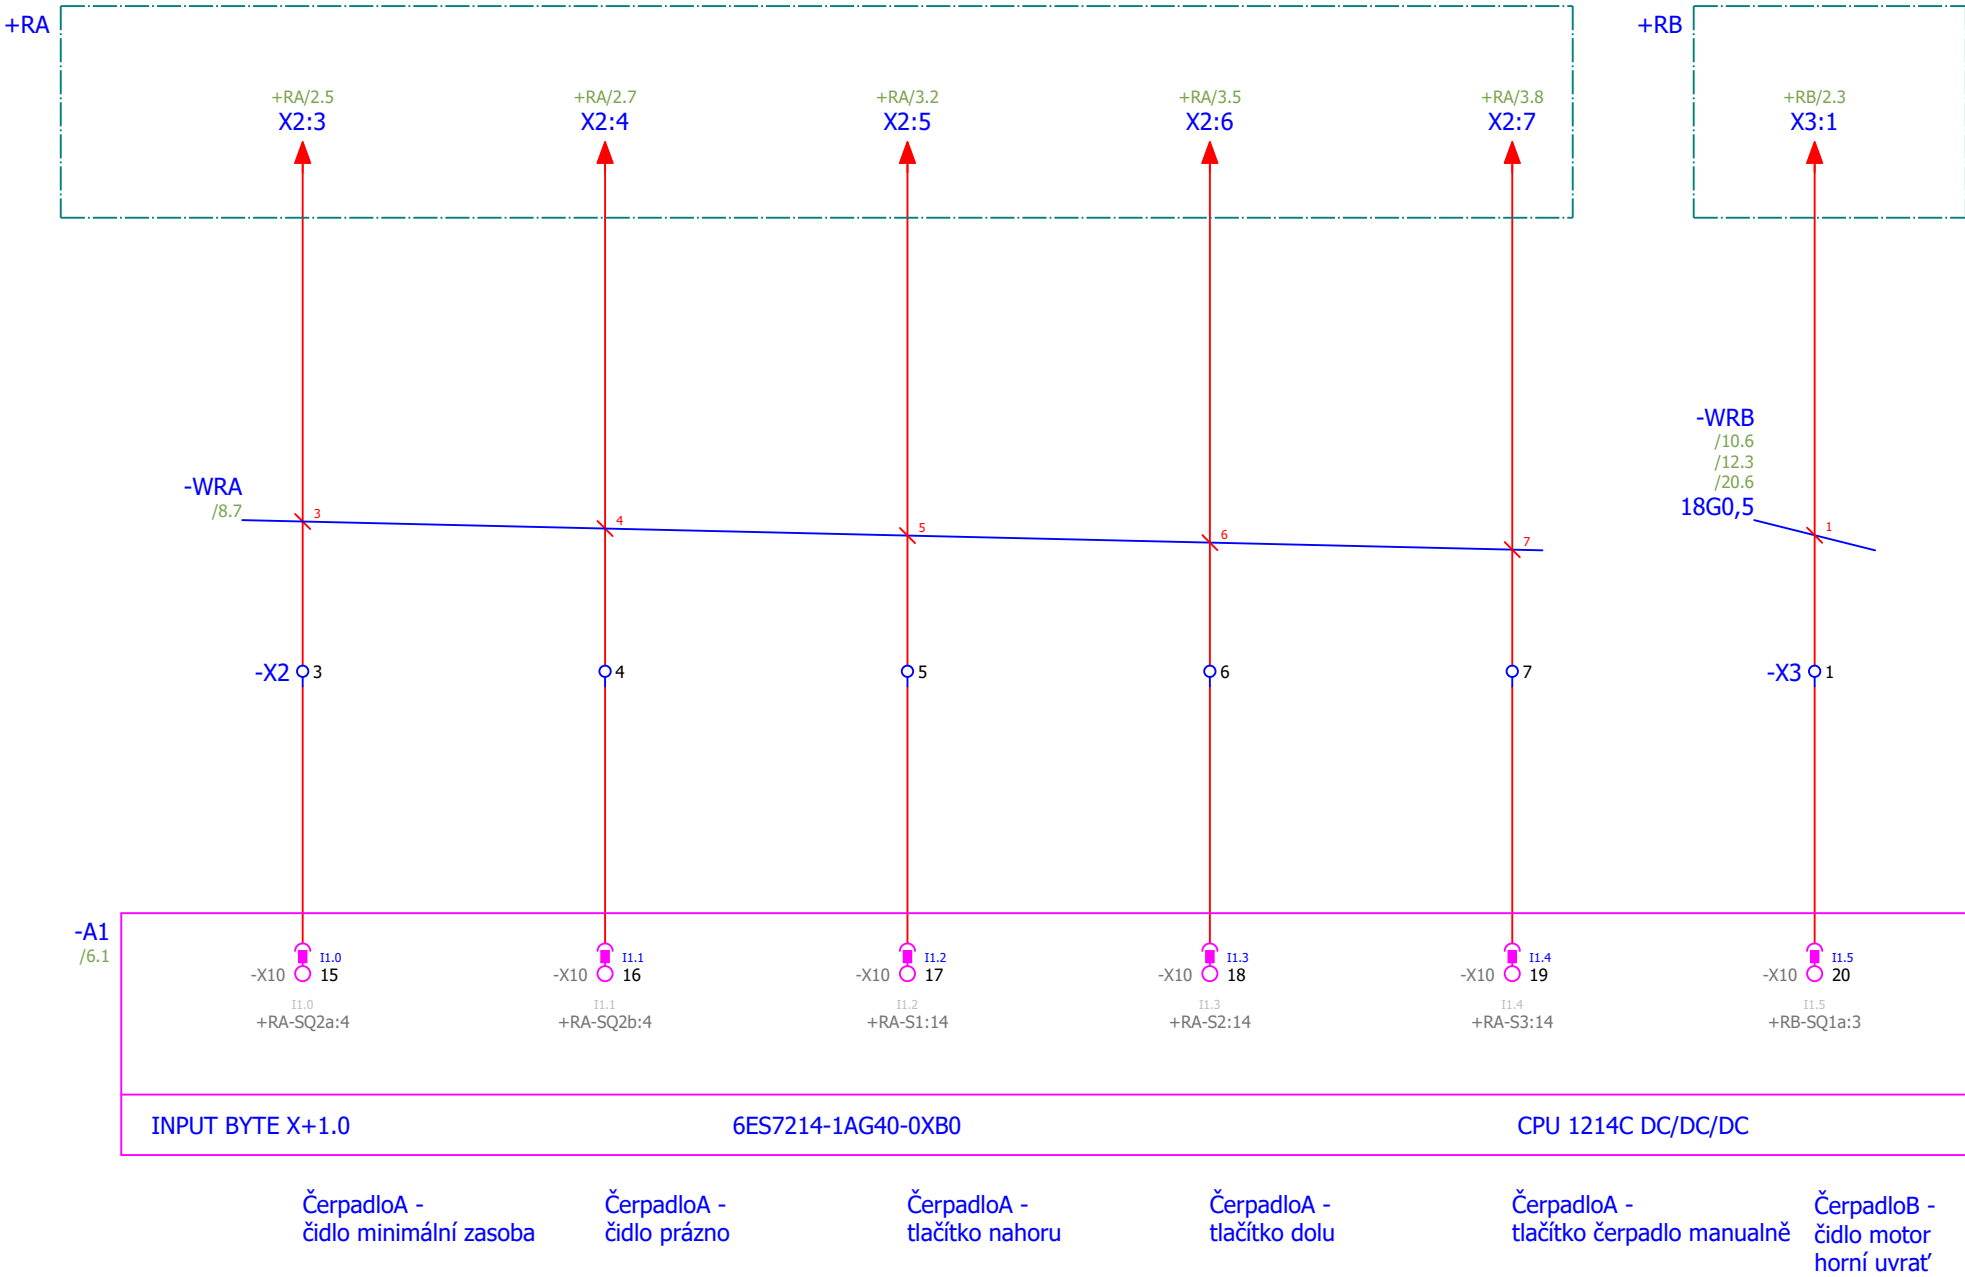 +RA
+RB
+RA/2.5
X2:3
+RA/2.7
X2:4
+RA/3.2
X2:5
+RA/3.5
X2:6
+RA/3.8
X2:7
+RB/2.3
X3:1
-WRA
/8.7
3
4
5
6
7
-WRB
/10.6
/12.3
/20.6
18G0,5
1
-X2
3
4
5
6
7
-X3
1
-A1
/6.1
I1.0
-X10
15
I1.0
+RA-SQ2a:4
I1.1
-X10
16
I1.1
+RA-SQ2b:4
I1.2
-X10
17
I1.2
+RA-S1:14
I1.3
-X10
18
I1.3
+RA-S2:14
I1.4
-X10
19
I1.4
+RA-S3:14
I1.5
-X10
20
I1.5
+RB-SQ1a:3
INPUT BYTE X+1.0
6ES7214-1AG40-0XB0
CPU 1214C DC/DC/DC
ČerpadloA -
čidlo minimální zasoba
ČerpadloA -
čidlo prázno
ČerpadloA -
tlačítko nahoru
ČerpadloA -
tlačítko dolu
ČerpadloA -
tlačítko čerpadlo manualně
ČerpadloB -
čidlo motor
horní uvrať